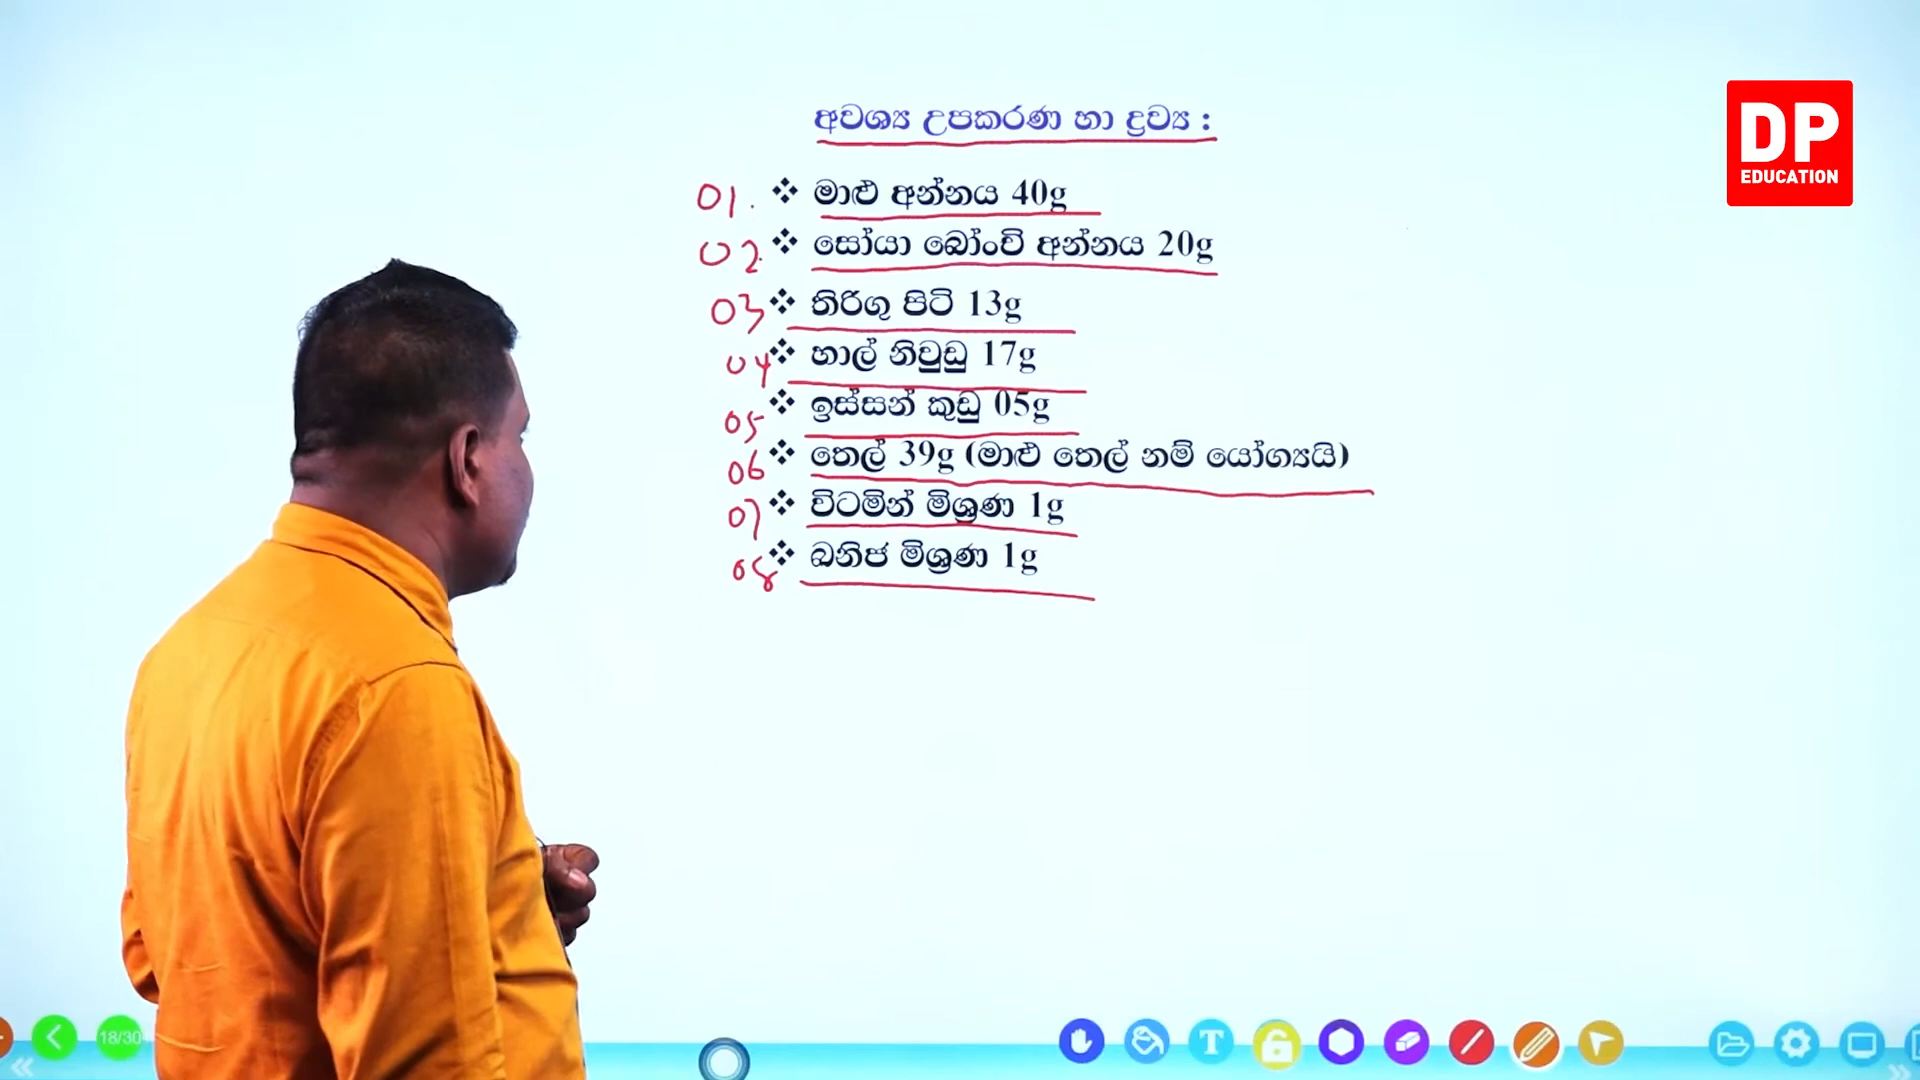 DP
EDUCATION
අවශ්‍ය උපකරණ හා ද්‍රව්‍ය :
01. ❖ මාළු අන්නය 40g
02. ❖ සෝයා බෝංචි අන්නය 20g
03 ❖ තිරිගු පිටි 13g
04 ❖ හාල් නිවුඩු 17g
05 ❖ ඉස්සන් කුඩු 05g
06 ❖ තෙල් 39g (මාළු තෙල් නම් යෝග්‍යයි)
07 ❖ විටමින් මිශ්‍රණ 1g
08 ❖ ඛනිජ මිශ්‍රණ 1g
18/30
T